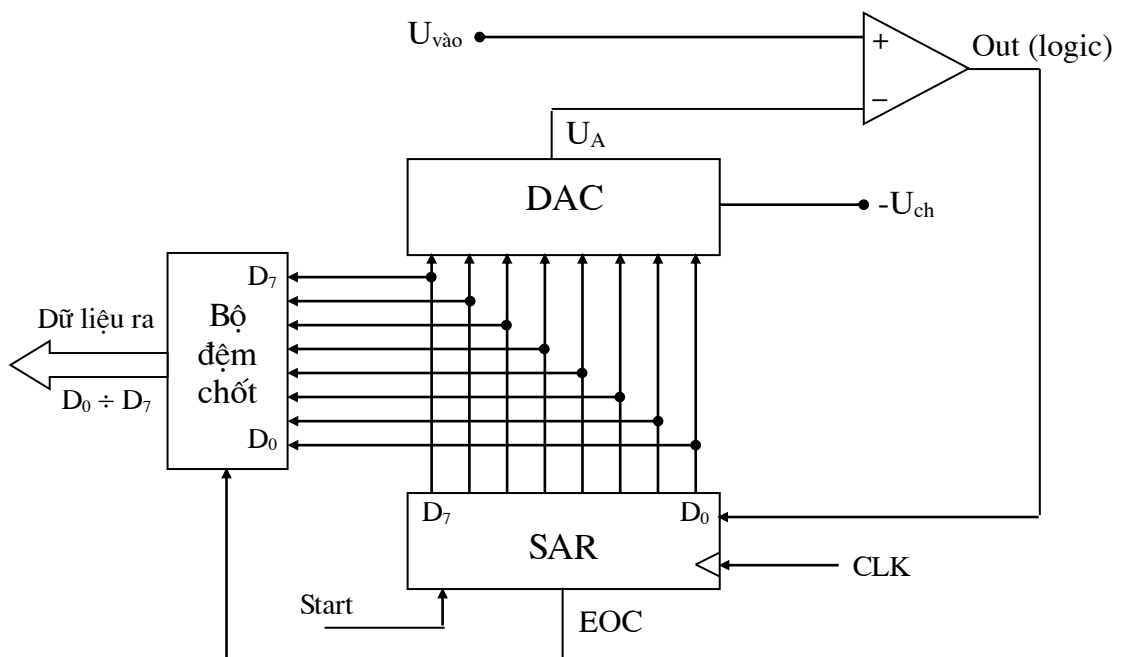 Uvào
Out (logic)
+
−
UA
DAC
-Uch
D7
Bộ
đệm
chốt
D0
Dữ liệu ra
D0 ÷ D7
D7
D0
SAR
CLK
Start
EOC